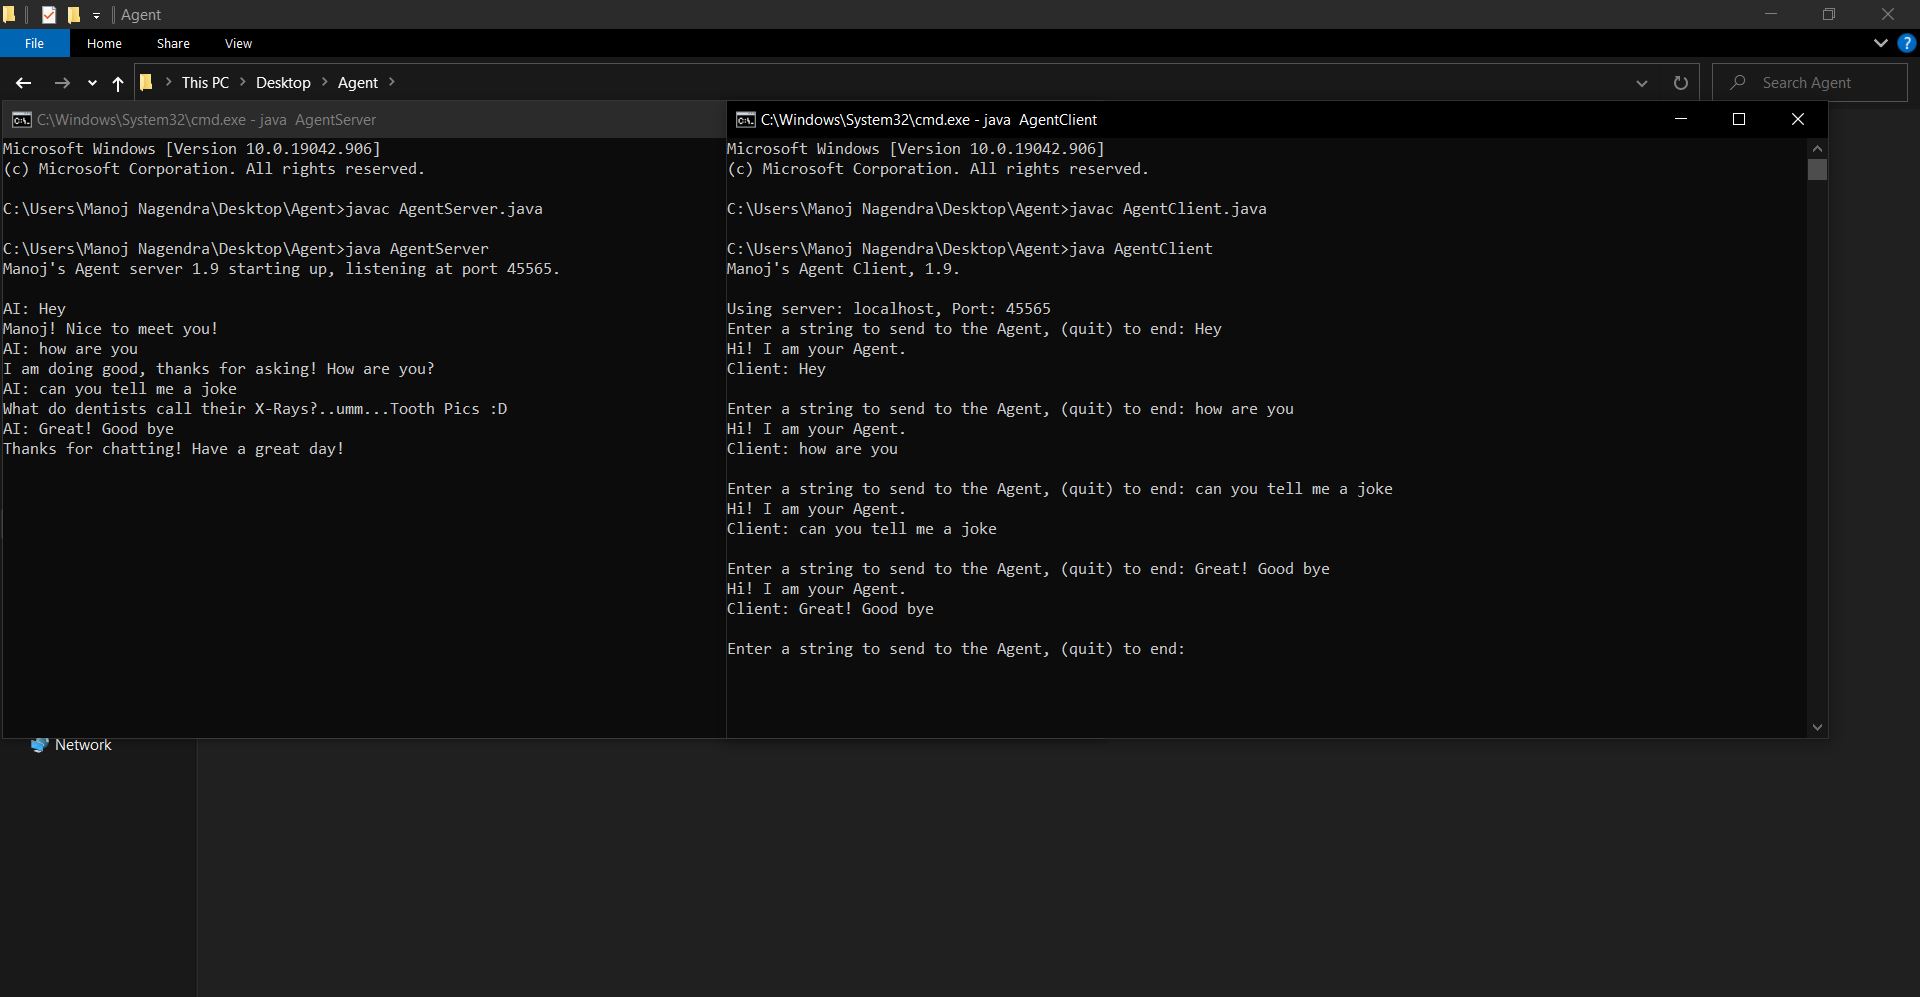 Agent
File Home Share View
This PC > Desktop > Agent >
Search Agent
C:\Windows\System32\cmd.exe - java  AgentServer
Microsoft Windows [Version 10.0.19042.906]
(c) Microsoft Corporation. All rights reserved.
C:\Users\Manoj Nagendra\Desktop\Agent>javac AgentServer.java
C:\Users\Manoj Nagendra\Desktop\Agent>java AgentServer
Manoj's Agent server 1.9 starting up, listening at port 45565.
AI: Hey
Manoj! Nice to meet you!
AI: how are you
I am doing good, thanks for asking! How are you?
AI: can you tell me a joke
What do dentists call their X-Rays?..umm...Tooth Pics :D
AI: Great! Good bye
Thanks for chatting! Have a great day!
C:\Windows\System32\cmd.exe - java  AgentClient
Microsoft Windows [Version 10.0.19042.906]
(c) Microsoft Corporation. All rights reserved.
C:\Users\Manoj Nagendra\Desktop\Agent>javac AgentClient.java
C:\Users\Manoj Nagendra\Desktop\Agent>java AgentClient
Manoj's Agent Client, 1.9.
Using server: localhost, Port: 45565
Enter a string to send to the Agent, (quit) to end: Hey
Hi! I am your Agent.
Client: Hey
Enter a string to send to the Agent, (quit) to end: how are you
Hi! I am your Agent.
Client: how are you
Enter a string to send to the Agent, (quit) to end: can you tell me a joke
Hi! I am your Agent.
Client: can you tell me a joke
Enter a string to send to the Agent, (quit) to end: Great! Good bye
Hi! I am your Agent.
Client: Great! Good bye
Enter a string to send to the Agent, (quit) to end:
Network